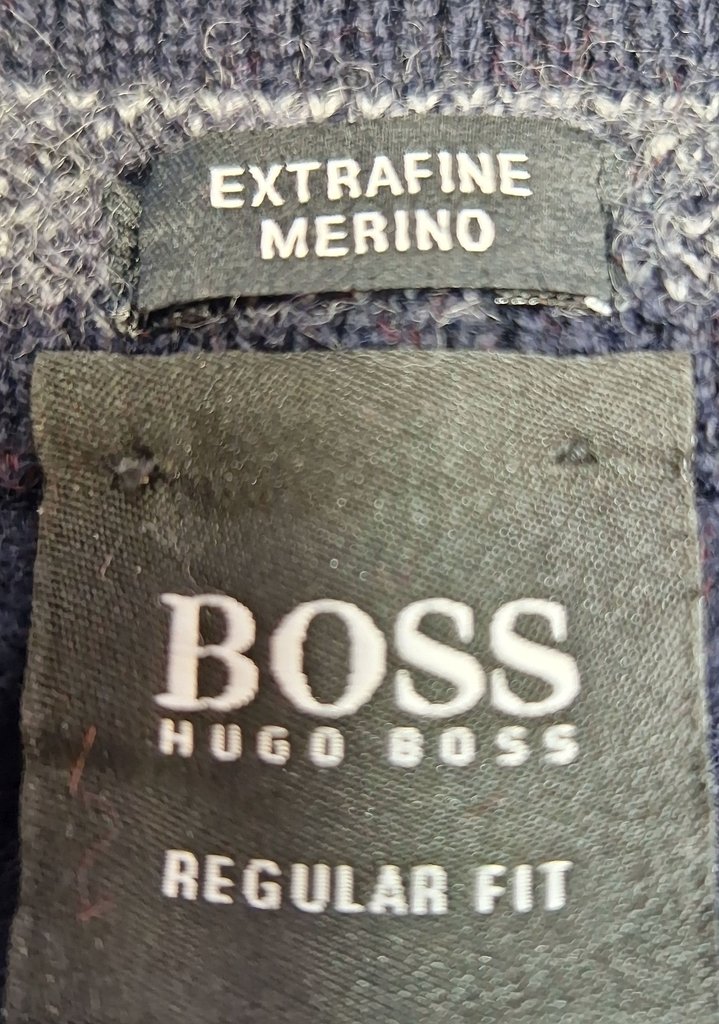 EXTRAFINE
MERINO
BOSS
HUGO BOSS
REGULAR FIT